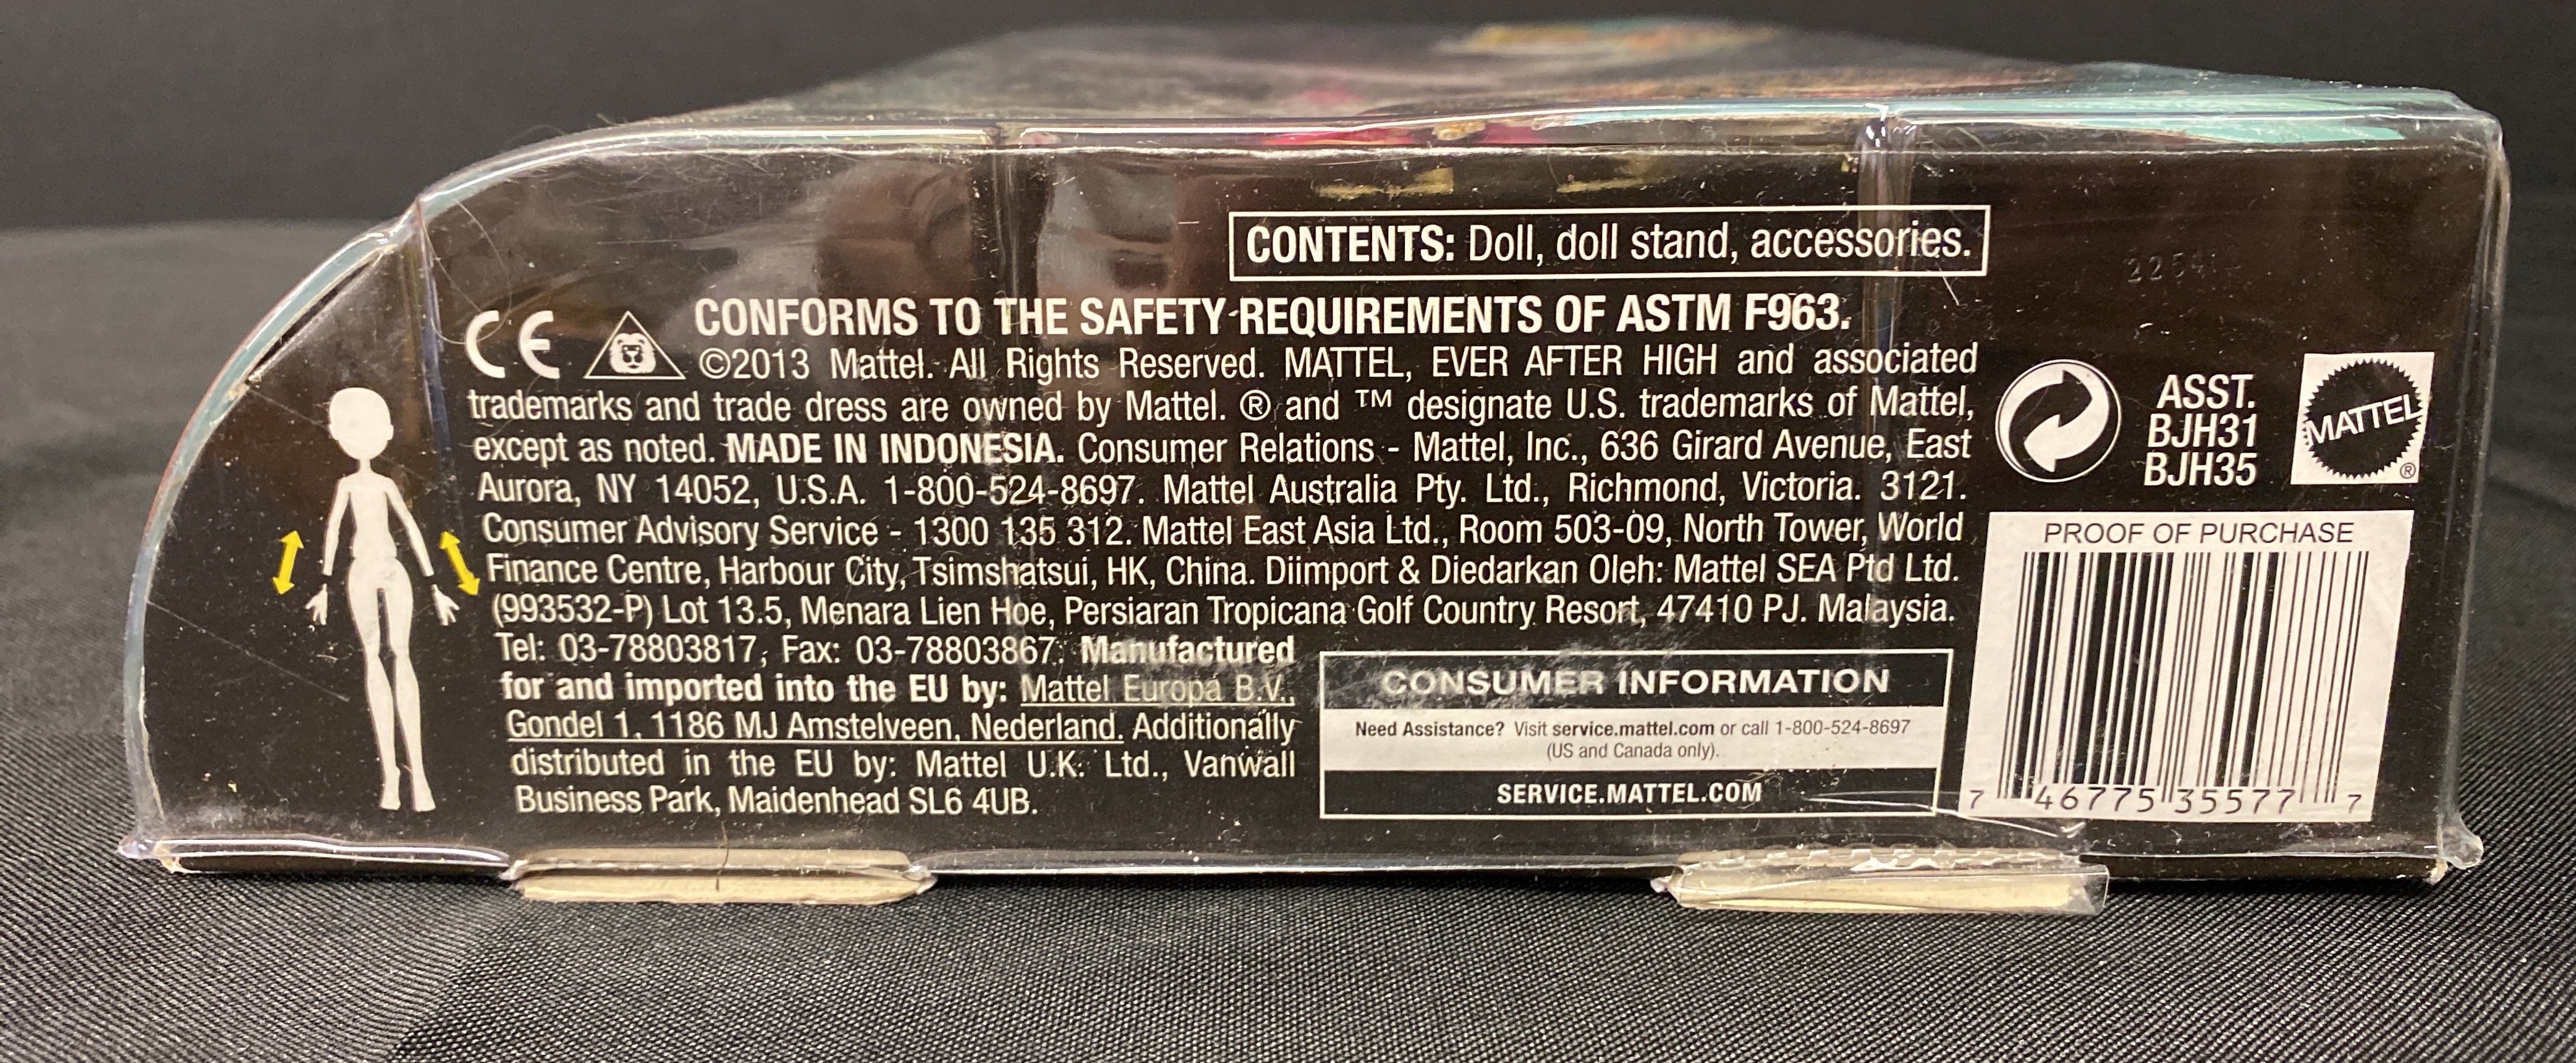 CONTENTS: Doll, doll stand, accessories.
CE
CONFORMS TO THE SAFETY REQUIREMENTS OF ASTM F963.
©2013 Mattel. All Rights Reserved. MATTEL, EVER AFTER HIGH and associated
trademarks and trade dress are owned by Mattel. ® and ™ designate U.S. trademarks of Mattel,
except as noted. MADE IN INDONESIA. Consumer Relations - Mattel, Inc., 636 Girard Avenue, East
Aurora, NY 14052, U.S.A. 1-800-524-8697. Mattel Australia Pty. Ltd., Richmond, Victoria. 3121.
Consumer Advisory Service - 1300 135 312. Mattel East Asia Ltd., Room 503-09, North Tower, World
Finance Centre, Harbour City, Tsimshatsui, HK, China. Diimport & Diedarkan Oleh: Mattel SEA Ptd Ltd.
(993532-P) Lot 13.5, Menara Lien Hoe, Persiaran Tropicana Golf Country Resort, 47410 PJ. Malaysia.
Tel: 03-78803817, Fax: 03-78803867. Manufactured
for and imported into the EU by: Mattel Europa B.V.,
Gondel 1, 1186 MJ Amstelveen, Nederland. Additionally
distributed in the EU by: Mattel U.K. Ltd., Vanwall
Business Park, Maidenhead SL6 4UB.
CONSUMER INFORMATION
Need Assistance? Visit service.mattel.com or call 1-800-524-8697
(US and Canada only).
SERVICE.MATTEL.COM
ASST.
BJH31
BJH35
MATTEL®
PROOF OF PURCHASE
7 46775 35577 7